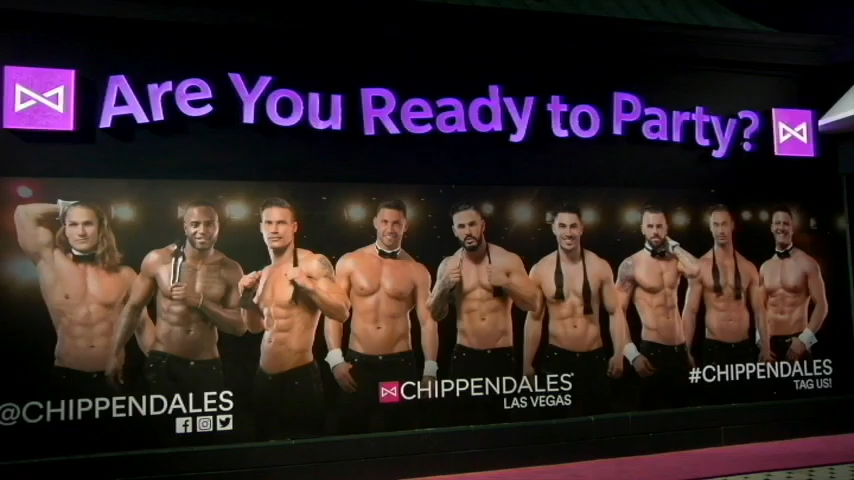 Are You Ready to Party?
@CHIPPENDALES
CHIPPENDALES
LAS VEGAS
#CHIPPENDALES
TAG US!